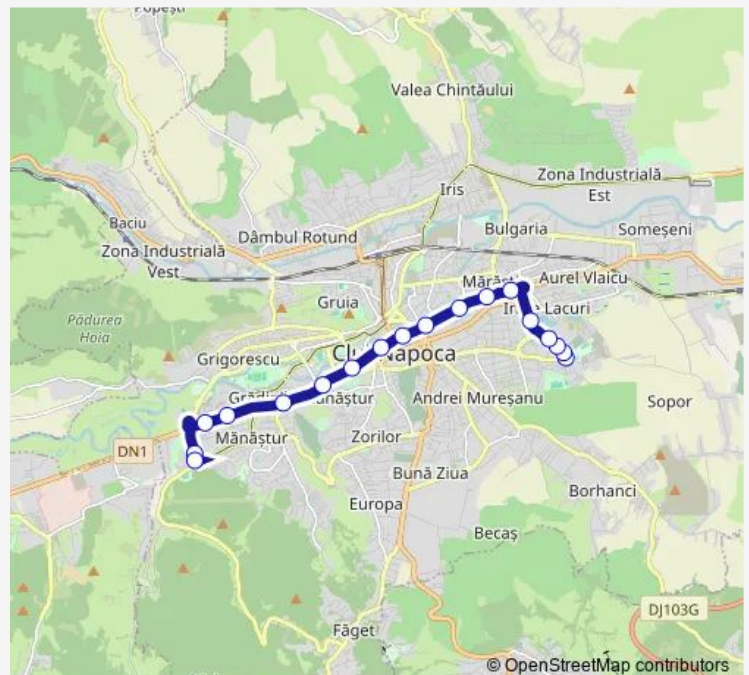 Popești
Valea Chintăului
Zona Industrială
Est
Iris
Baciu
Bulgaria
Someșeni
Dâmbul Rotund
Zona Industrială
Vest
Aurel Vlaicu
Gruia
Lacuri
Pădurea
Hoia
Grigorescu
Andrei Mureșanu
Sopor
Mănăștur
Zorilor
DN1
Bună Ziua
Borhanci
Europa
Becaș
DJ103G
Făget
© OpenStreetMap contributors